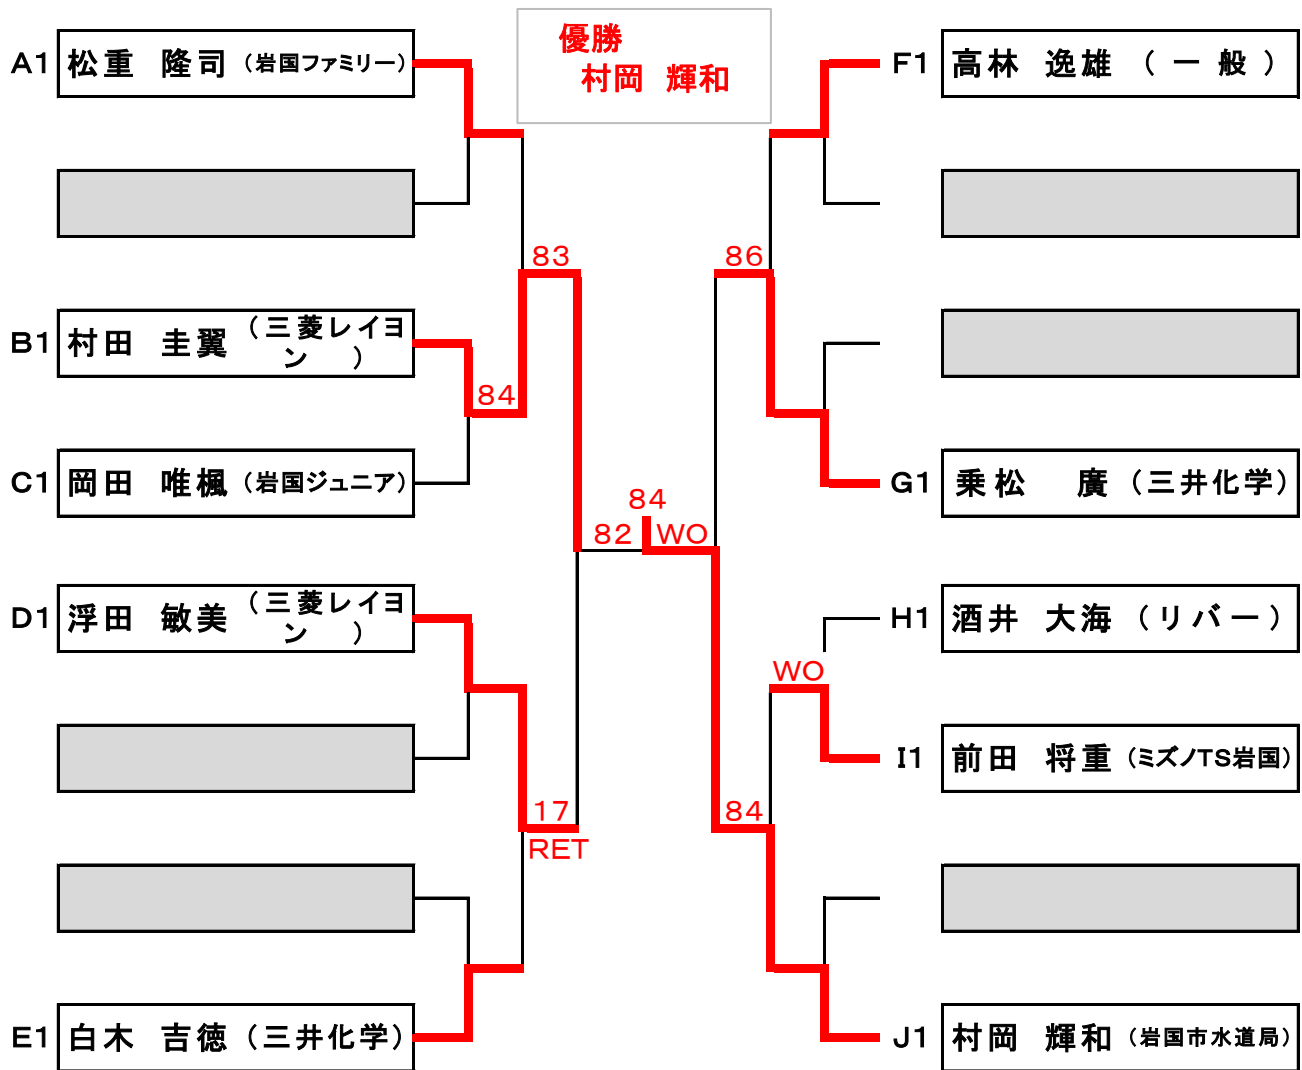 優勝
村岡 輝和
A1 松重 隆司 (岩国ファミリー)
F1 高林 逸雄 ( 一 般 )
83
86
B1 村田 圭翼 (三菱レイヨ
ン )
84
C1 岡田 唯楓 (岩国ジュニア)
G1 乗松 廣 (三井化学)
84
82 WO
D1 浮田 敏美 (三菱レイヨ
ン )
H1 酒井 大海 (リバー)
WO
I1 前田 将重 (ミズノTS岩国)
17
RET
84
E1 白木 吉徳 (三井化学)
J1 村岡 輝和 (岩国市水道局)